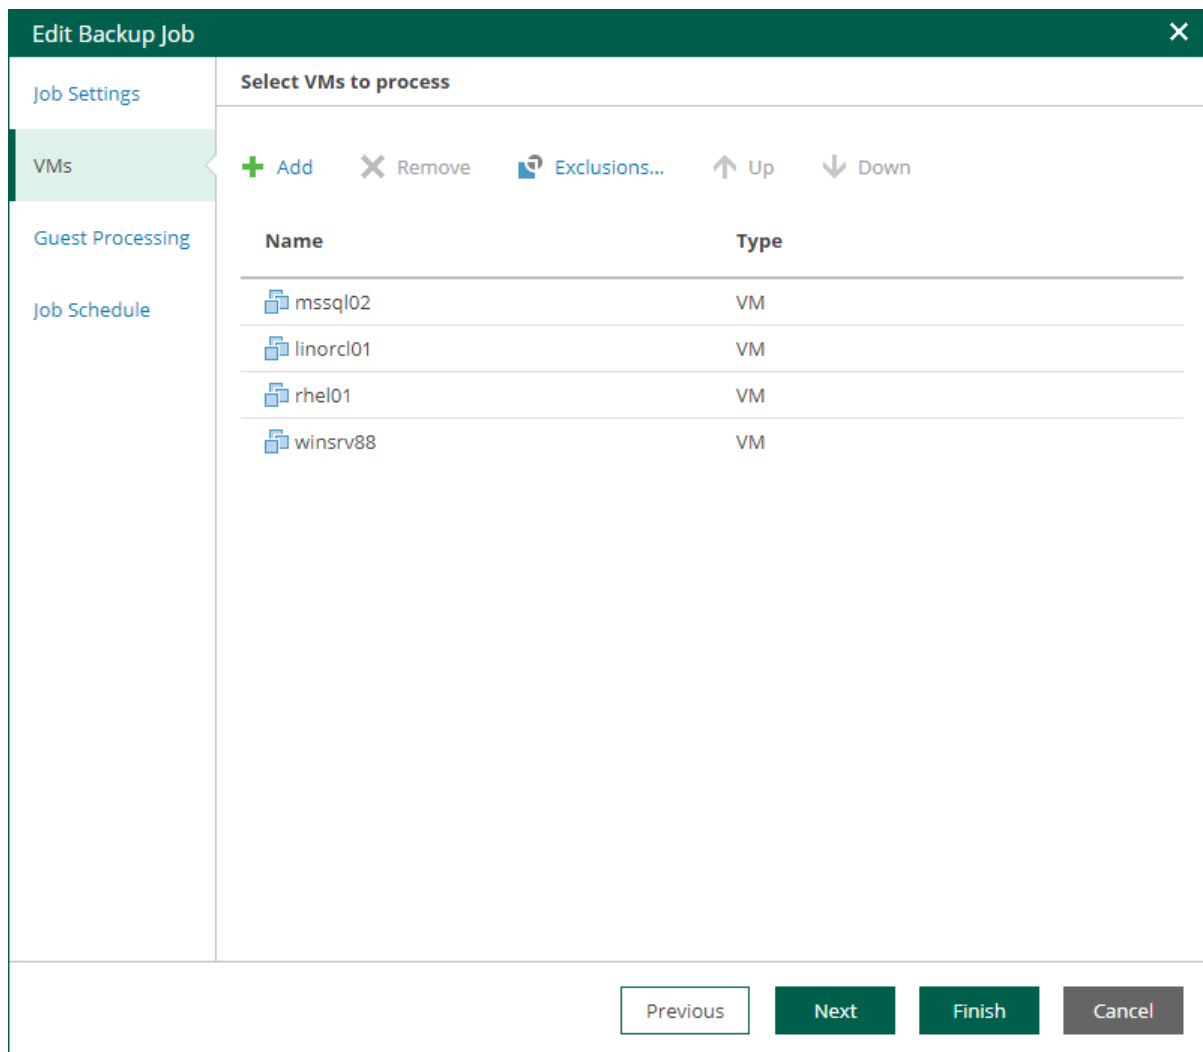 Edit Backup Job
Job Settings
VMs
Guest Processing
Job Schedule
Select VMs to process
Add Remove Exclusions... Up Down
Name Type
mssql02 VM
linorcl01 VM
rhel01 VM
winsrv88 VM
Previous Next Finish Cancel